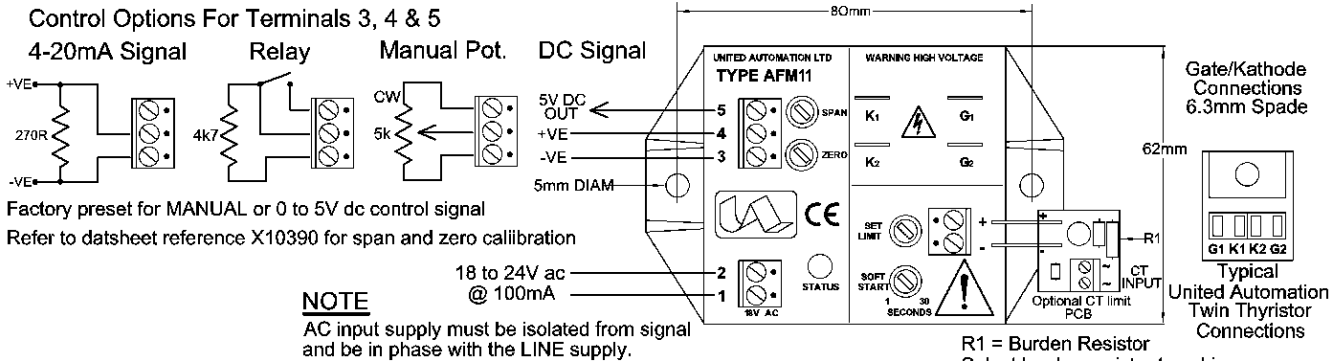 Control Options For Terminals 3, 4 & 5
4-20mA Signal
Relay
Manual Pot.
DC Signal
+VE
270R
-VE
4k7
CW
5k
5V DC
OUT
+VE
-VE
5mm DIAM
Factory preset for MANUAL or 0 to 5V dc control signal
Refer to datsheet reference X10390 for span and zero caliibration
18 to 24V ac
@ 100mA
NOTE
AC input supply must be isolated from signal
and be in phase with the LINE supply.
80mm
UNITED AUTOMATION LTD
TYPE AFM11
5
4
3
SPAN
ZERO
CE
2
1
18V AC
STATUS
WARNING HIGH VOLTAGE
K1
G1
K2
G2
SET
LIMIT
+
-
SOFT
START
1
30
SECONDS
62mm
+
-
R1
~
~
CT
INPUT
Optional CT limit
PCB
R1 = Burden Resistor
Gate/Kathode
Connections
6.3mm Spade
G1 K1 K2 G2
Typical
United Automation
Twin Thyristor
Connections